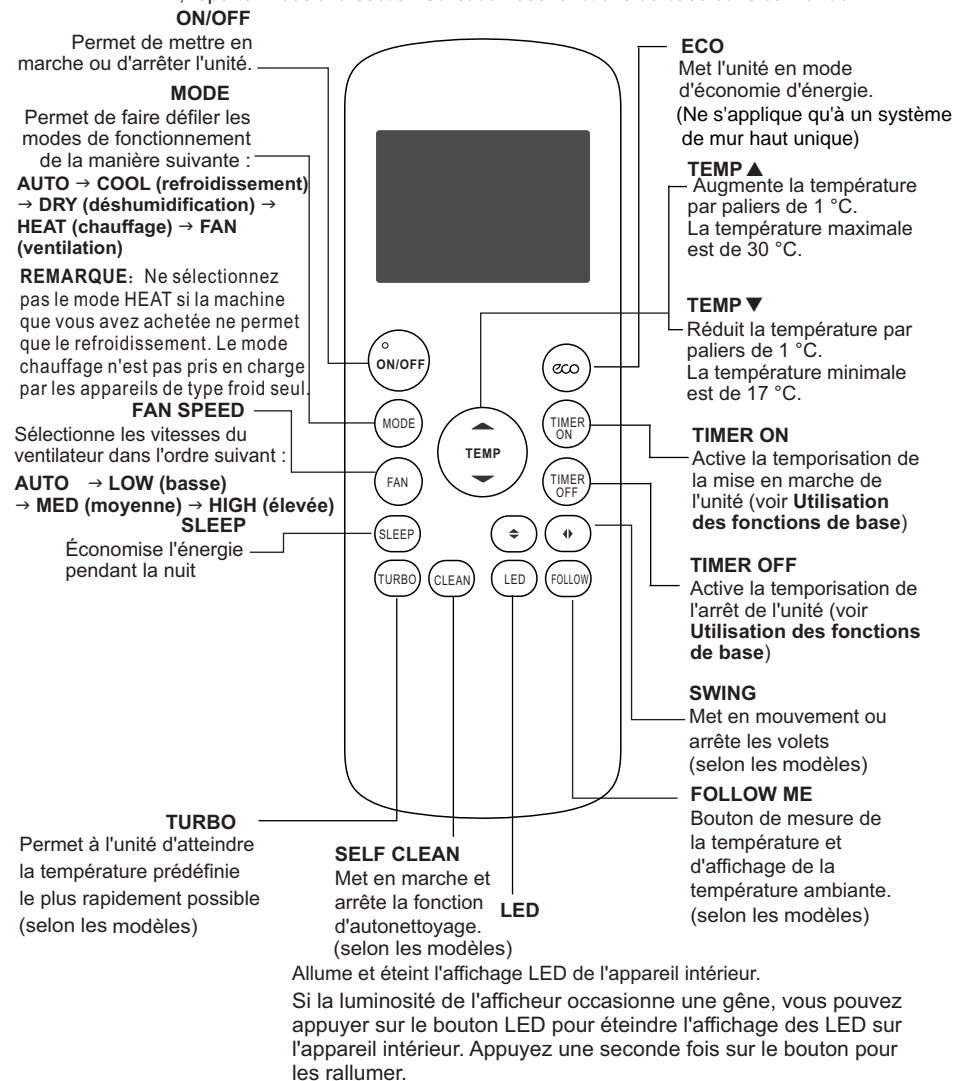 ON/OFF
Permet de mettre en
marche ou d'arrêter l'unité.
MODE
Permet de faire défiler les
modes de fonctionnement
de la manière suivante :
AUTO → COOL (refroidissement)
→ DRY (déshumidification) →
HEAT (chauffage) → FAN
(ventilation)
REMARQUE: Ne sélectionnez
pas le mode HEAT si la machine
que vous avez achetée ne permet
que le refroidissement. Le mode
chauffage n'est pas pris en charge
par les appareils de type froid seul.
FAN SPEED
Sélectionne les vitesses du
ventilateur dans l'ordre suivant :
AUTO → LOW (basse)
→ MED (moyenne) → HIGH (élevée)
SLEEP
Économise l'énergie
pendant la nuit
TURBO
Permet à l'unité d'atteindre
la température prédéfinie
le plus rapidement possible
(selon les modèles)
ON/OFF
eco
MODE
TEMP
TIMER
ON
FAN
TIMER
OFF
SLEEP
TURBO
CLEAN
LED
FOLLOW
ECO
Met l'unité en mode
d'économie d'énergie.
(Ne s'applique qu'à un système
de mur haut unique)
TEMP ▲
Augmente la température
par paliers de 1 °C.
La température maximale
est de 30 °C.
TEMP ▼
Réduit la température par
paliers de 1 °C.
La température minimale
est de 17 °C.
TIMER ON
Active la temporisation de
la mise en marche de
l'unité (voir Utilisation
des fonctions de base)
TIMER OFF
Active la temporisation de
l'arrêt de l'unité (voir
Utilisation des fonctions
de base)
SWING
Met en mouvement ou
arrête les volets
(selon les modèles)
FOLLOW ME
Bouton de mesure de
la température et
d'affichage de la
température ambiante.
(selon les modèles)
SELF CLEAN
Met en marche et
arrête la fonction
d'autonettoyage.
(selon les modèles)
LED
Allume et éteint l'affichage LED de l'appareil intérieur.
Si la luminosité de l'afficheur occasionne une gêne, vous pouvez
appuyer sur le bouton LED pour éteindre l'affichage des LED sur
l'appareil intérieur. Appuyez une seconde fois sur le bouton pour
les rallumer.